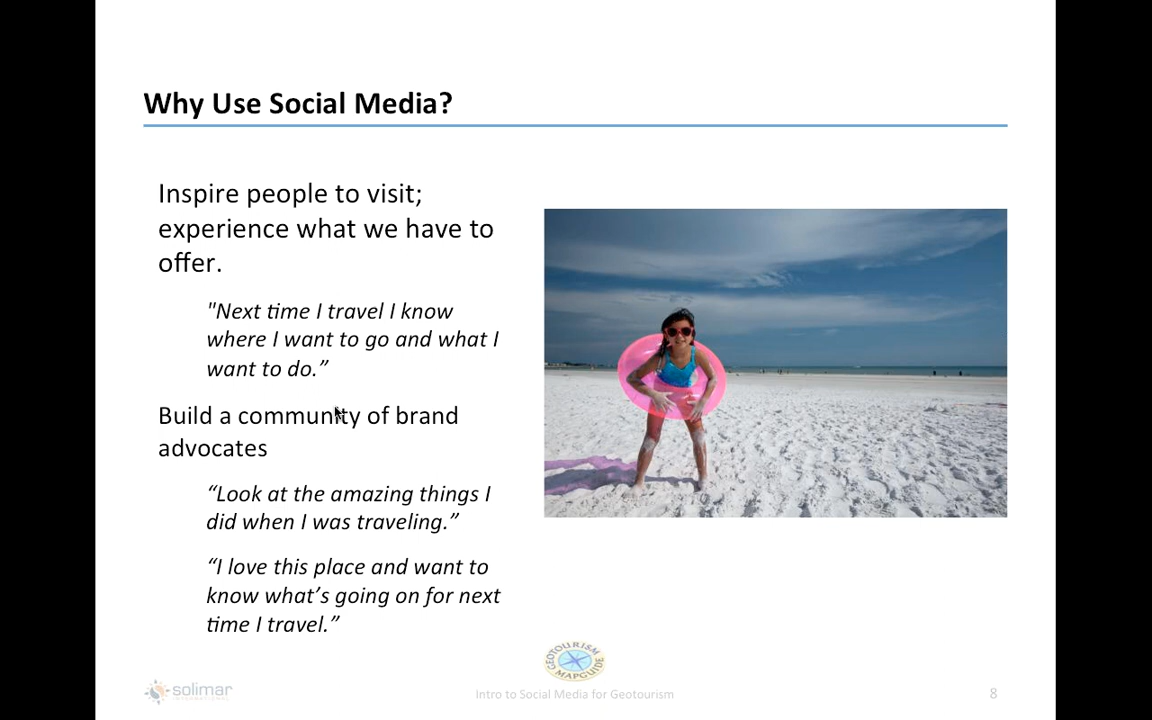 Why Use Social Media?
Inspire people to visit;
experience what we have to
offer.
"Next time I travel I know
where I want to go and what I
want to do.”
Build a community of brand
advocates
“Look at the amazing things I
did when I was traveling.”
“I love this place and want to
know what’s going on for next
time I travel.”
GEOTOURISM
MAPGUIDE
solimar
INTERNATIONAL
Intro to Social Media for Geotourism
8